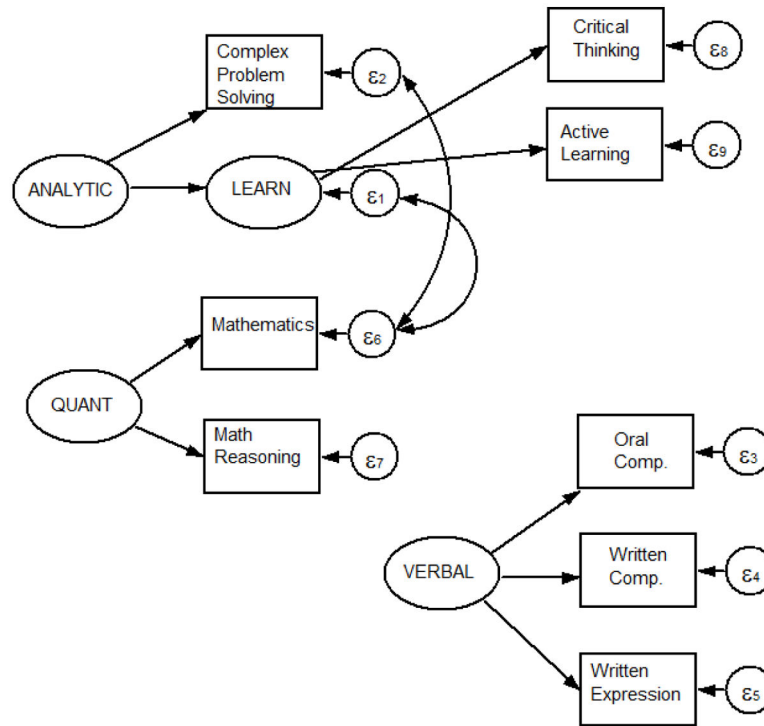 Complex
Problem
Solving
ε2
Critical
Thinking
ε8
Active
Learning
ε9
ANALYTIC
LEARN
ε1
Mathematics
ε6
QUANT
Math
Reasoning
ε7
Oral
Comp.
ε3
VERBAL
Written
Comp.
ε4
Written
Expression
ε5